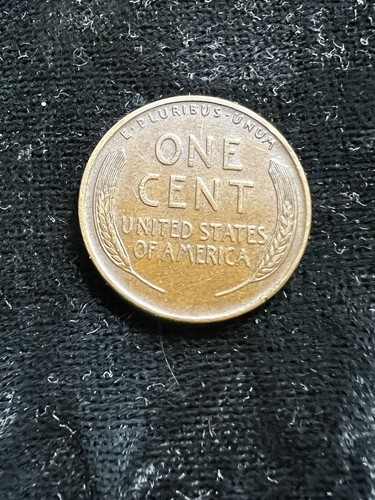 E · PLURIBUS · UNUM
ONE
CENT
UNITED STATES
OF AMERICA